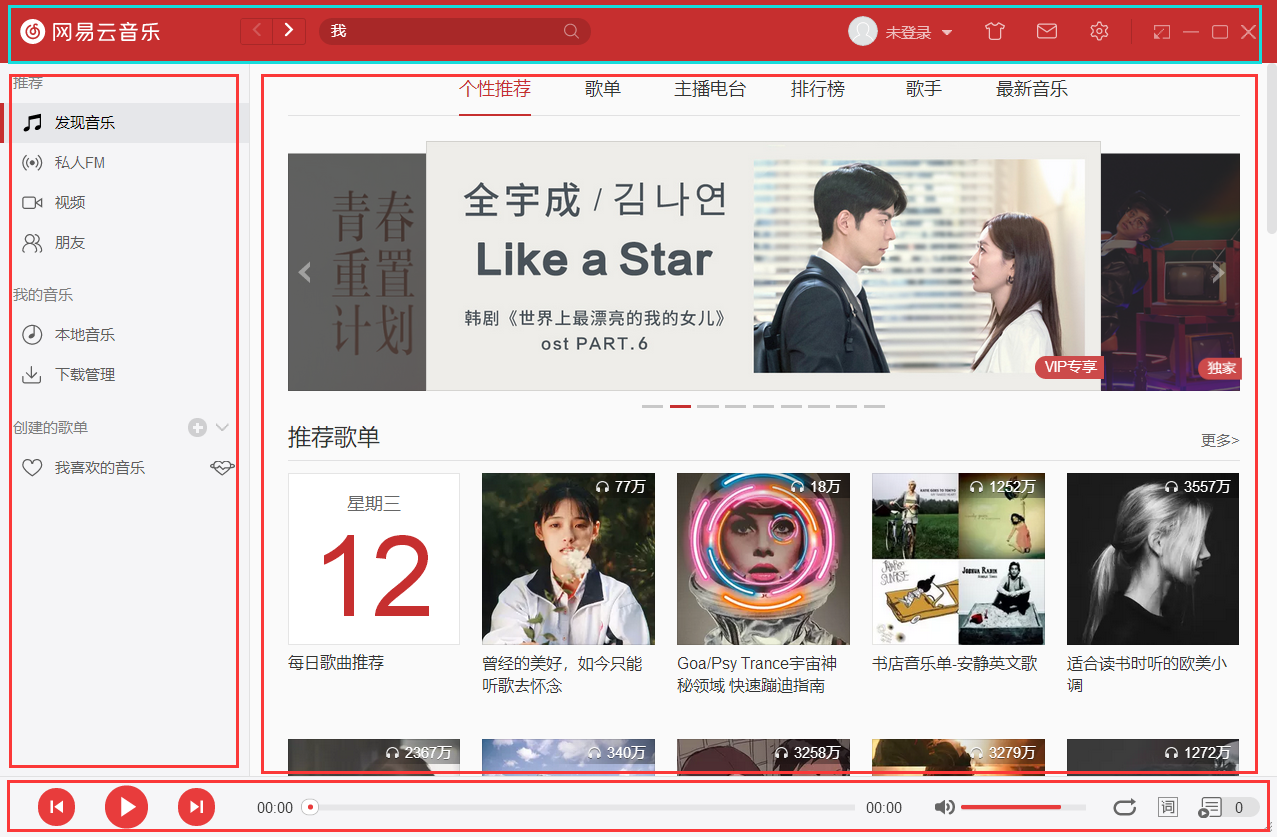 网易云音乐
我
未登录
推荐
发现音乐
私人FM
视频
朋友
我的音乐
本地音乐
下载管理
创建的歌单
我喜欢的音乐
个性推荐 歌单 主播电台 排行榜 歌手 最新音乐
青春
重置
计划
全宇成 / 김나연
Like a Star
韩剧《世界上最漂亮的我的女儿》
ost PART.6
VIP专享
独家
推荐歌单
更多>
星期三
12
77万
18万
1252万
3557万
JOSHUA RADIN
每日歌曲推荐
曾经的美好，如今只能
听歌去怀念
Goa/Psy Trance宇宙神
秘领域 快速蹦迪指南
书店音乐单-安静英文歌
适合读书时听的欧美小
调
2367万
340万
3258万
3279万
1272万
00:00
00:00
词
0